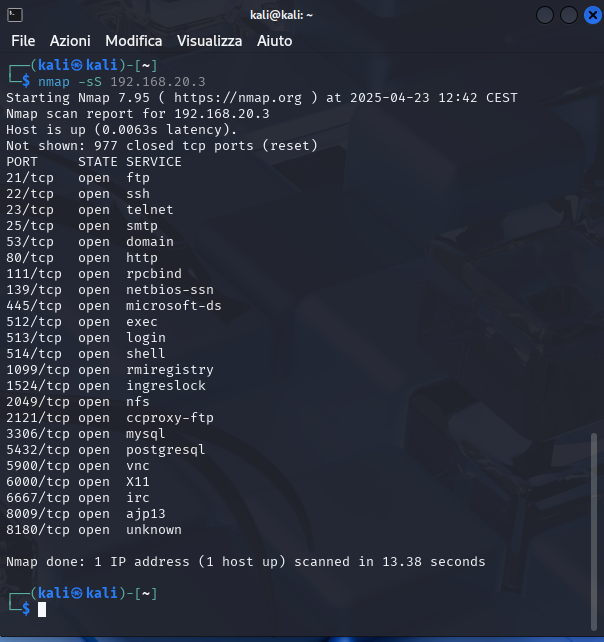 kali@kali: ~
File Azioni Modifica Visualizza Aiuto
┌──(kali㉿kali)-[~]
└─$ nmap -sS 192.168.20.3
Starting Nmap 7.95 ( https://nmap.org ) at 2025-04-23 12:42 CEST
Nmap scan report for 192.168.20.3
Host is up (0.0063s latency).
Not shown: 977 closed tcp ports (reset)
PORT     STATE SERVICE
21/tcp   open  ftp
22/tcp   open  ssh
23/tcp   open  telnet
25/tcp   open  smtp
53/tcp   open  domain
80/tcp   open  http
111/tcp  open  rpcbind
139/tcp  open  netbios-ssn
445/tcp  open  microsoft-ds
512/tcp  open  exec
513/tcp  open  login
514/tcp  open  shell
1099/tcp open  rmiregistry
1524/tcp open  ingreslock
2049/tcp open  nfs
2121/tcp open  ccproxy-ftp
3306/tcp open  mysql
5432/tcp open  postgresql
5900/tcp open  vnc
6000/tcp open  X11
6667/tcp open  irc
8009/tcp open  ajp13
8180/tcp open  unknown
Nmap done: 1 IP address (1 host up) scanned in 13.38 seconds
┌──(kali㉿kali)-[~]
└─$